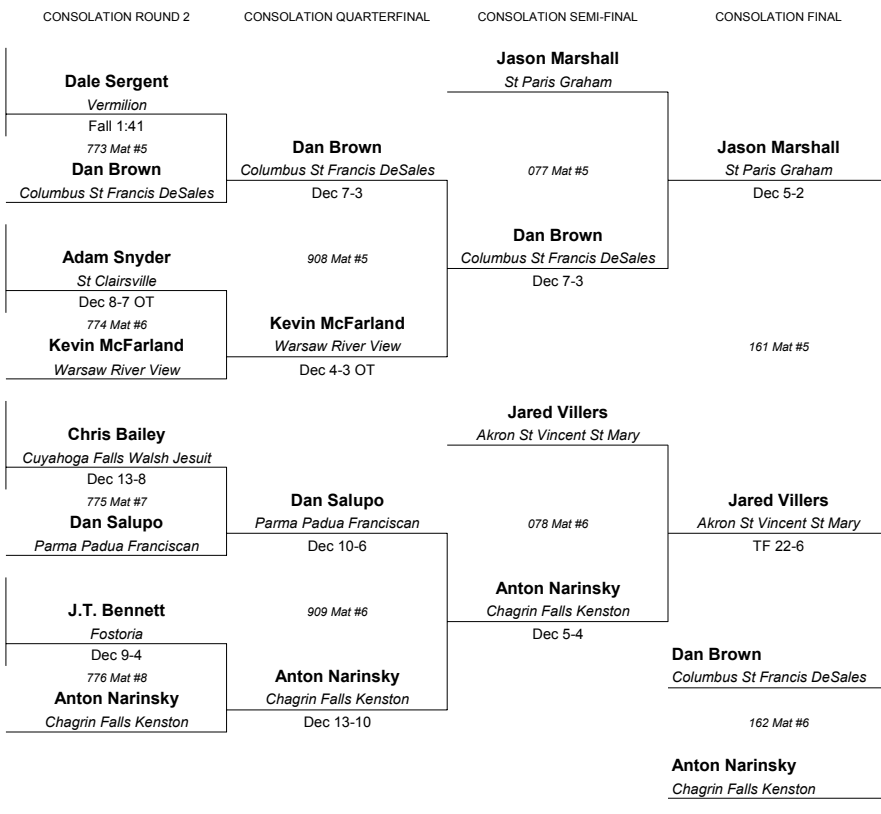 CONSOLATION ROUND 2
CONSOLATION QUARTERFINAL
CONSOLATION SEMI-FINAL
CONSOLATION FINAL
Dale Sergent
Vermilion
Fall 1:41
773 Mat #5
Dan Brown
Columbus St Francis DeSales
Adam Snyder
St Clairsville
Dec 8-7 OT
774 Mat #6
Kevin McFarland
Warsaw River View
Chris Bailey
Cuyahoga Falls Walsh Jesuit
Dec 13-8
775 Mat #7
Dan Salupo
Parma Padua Franciscan
J.T. Bennett
Fostoria
Dec 9-4
776 Mat #8
Anton Narinsky
Chagrin Falls Kenston
Dan Brown
Columbus St Francis DeSales
Dec 7-3
908 Mat #5
Kevin McFarland
Warsaw River View
Dec 4-3 OT
Dan Salupo
Parma Padua Franciscan
Dec 10-6
909 Mat #6
Anton Narinsky
Chagrin Falls Kenston
Dec 13-10
Jason Marshall
St Paris Graham
077 Mat #5
Dan Brown
Columbus St Francis DeSales
Dec 7-3
Jared Villers
Akron St Vincent St Mary
078 Mat #6
Anton Narinsky
Chagrin Falls Kenston
Dec 5-4
Jason Marshall
St Paris Graham
Dec 5-2
161 Mat #5
Jared Villers
Akron St Vincent St Mary
TF 22-6
Dan Brown
Columbus St Francis DeSales
162 Mat #6
Anton Narinsky
Chagrin Falls Kenston